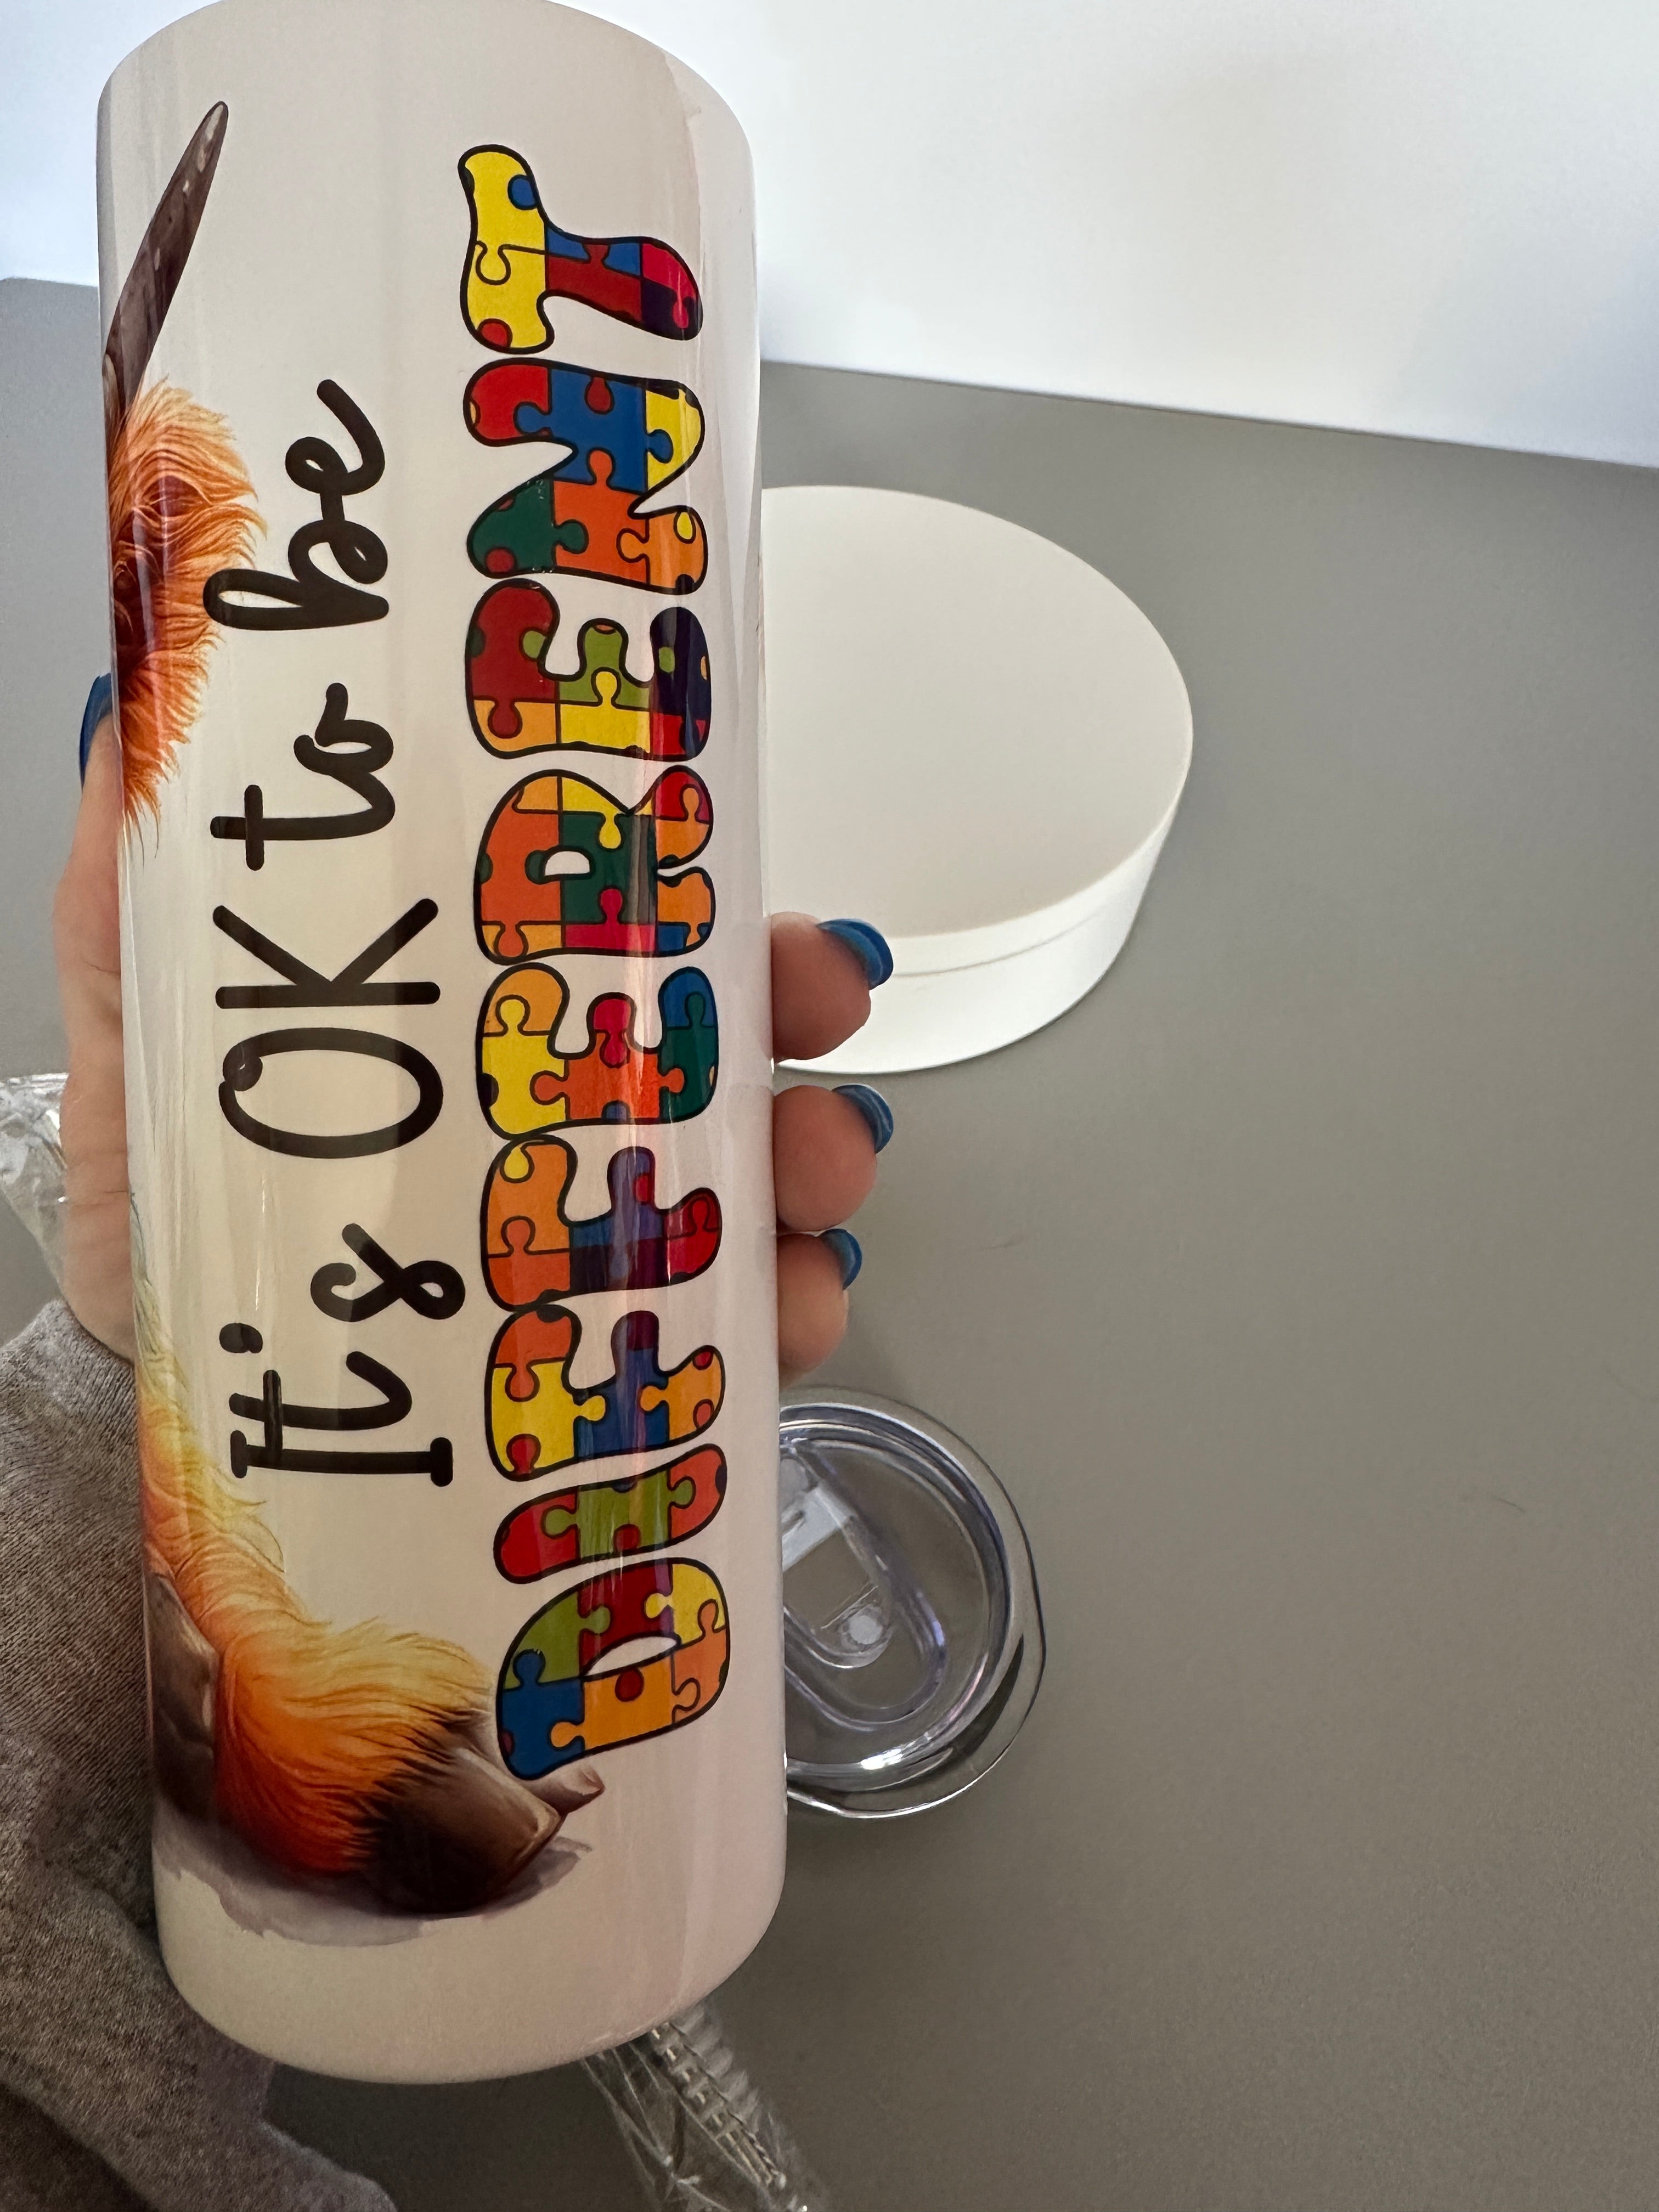 It's OK to be
DIFFERENT